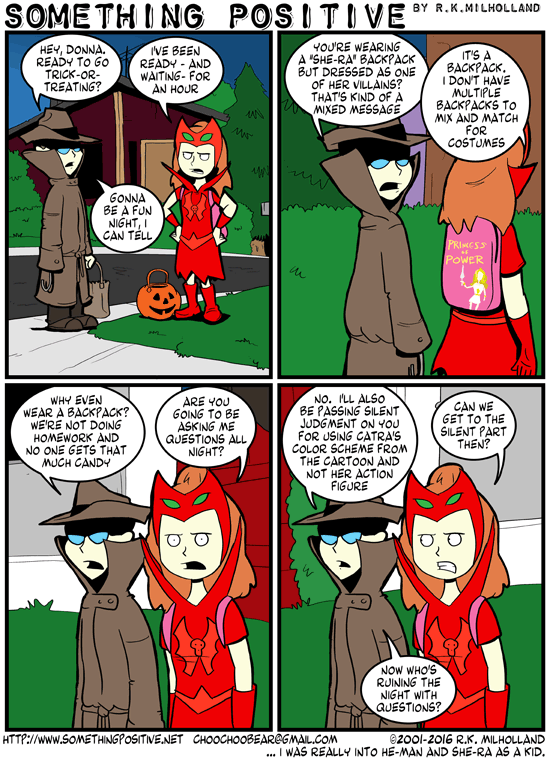 SOMETHING POSITIVE BY R.K.MILHOLLAND
HEY, DONNA.
READY TO GO
TRICK-OR-
TREATING?
I'VE BEEN
READY - AND
WAITING- FOR
AN HOUR
GONNA
BE A FUN
NIGHT, I
CAN TELL
YOU'RE WEARING
A "SHE-RA" BACKPACK
BUT DRESSED AS ONE
OF HER VILLAINS?
THAT'S KIND OF A
MIXED MESSAGE
IT'S A
BACKPACK.
I DON'T HAVE
MULTIPLE
BACKPACKS TO
MIX AND MATCH
FOR
COSTUMES
PRINCESS
OF
POWER
WHY EVEN
WEAR A BACKPACK?
WE'RE NOT DOING
HOMEWORK AND
NO ONE GETS THAT
MUCH CANDY
ARE YOU
GOING TO BE
ASKING ME
QUESTIONS ALL
NIGHT?
NO. I'LL ALSO
BE PASSING SILENT
JUDGMENT ON YOU
FOR USING CATRA'S
COLOR SCHEME FROM
THE CARTOON AND
NOT HER ACTION
FIGURE
CAN WE
GET TO THE
SILENT PART
THEN?
NOW WHO'S
RUINING THE
NIGHT WITH
QUESTIONS?
HTTP://WWW.SOMETHINGPOSITIVE.NET CHOOCHOOBEAR@GMAIL.COM ©2001-2016 R.K. MILHOLLAND
... I WAS REALLY INTO HE-MAN AND SHE-RA AS A KID.